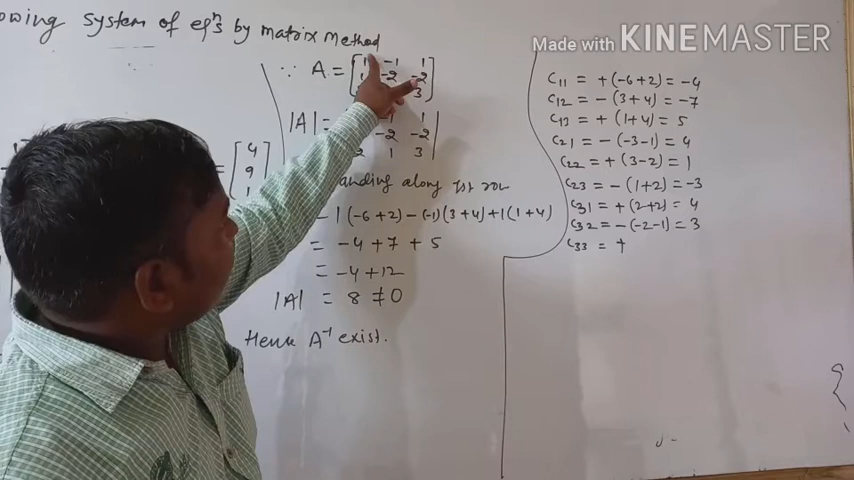 owing system of eqⁿs by matrix Method
Made with KINEMASTER
∵ A = [1 -1 1
-2 -2
3]
|A| = 1 1
-2 -2
2 1 3
4
9
1
anding along 1st row
1(-6+2) -(-1)(3+4)+1(1+4)
= -4+7+5
= -4+12
|A| = 8 ≠ 0
Hence A⁻¹ exist.
C11 = +(-6+2) = -4
C12 = -(3+4) = -7
C13 = +(1+4) = 5
C21 = -(-3-1) = 4
C22 = +(3-2) = 1
C23 = -(1+2) = -3
C31 = +(2+2) = 4
C32 = -(-2-1) = 3
C33 = +